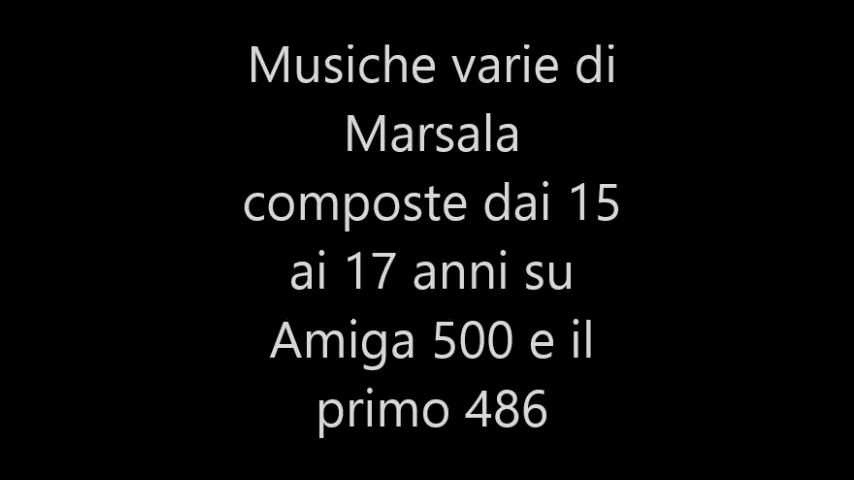 Musiche varie di
Marsala
composte dai 15
ai 17 anni su
Amiga 500 e il
primo 486